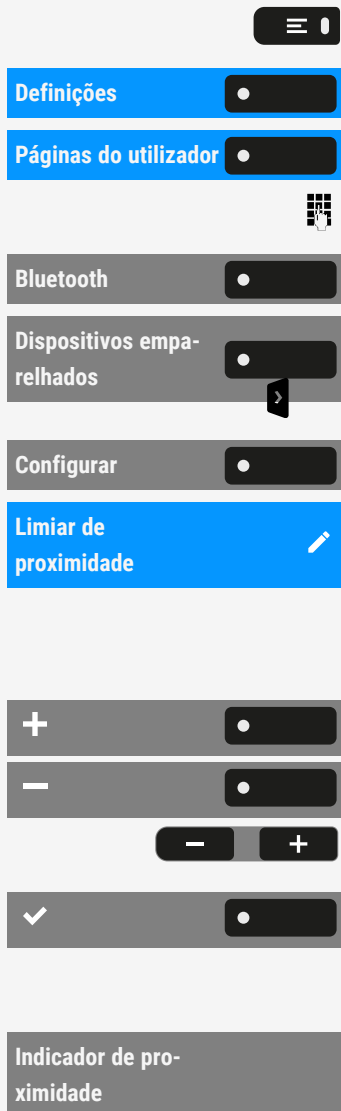 Definições
Páginas do utilizador
Bluetooth
Dispositivos empa-
relhados
Configurar
Limiar de
proximidade
Indicador de pro-
ximidade